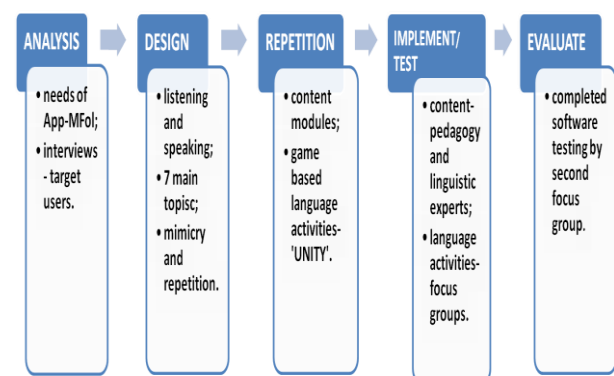 ANALYSIS
• needs of
App-MFol;
• interviews
- target
users.
DESIGN
• listening
and
speaking;
• 7 main
topisc;
• mimicry
and
repetition.
REPETITION
• content
modules;
• game
based
language
activities-
'UNITY'.
IMPLEMENT/
TEST
• content-
pedagogy
and
linguistic
experts;
• language
activities-
focus
groups.
EVALUATE
• completed
software
testing by
second
focus
group.